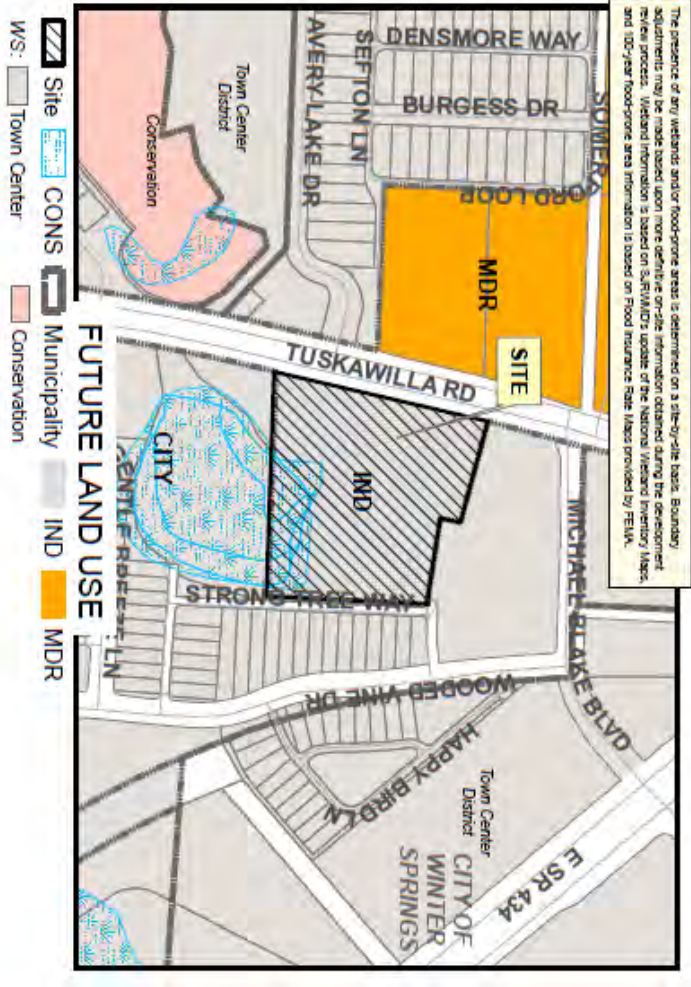 The presence of any wetlands and/or flood-prone areas is determined on a site-by-site basis. Boundary
adjustments may be made based upon more definitive on-site information obtained during the development
review process. Wetland information is based on SJRWMD's update of the National Wetland Inventory Maps.
and 100-year flood-prone area information is based on Flood Insurance Rate Maps provided by FEMA.
DENSMORE WAY
BURGESS DR
SEFTON LN
AVERY LAKE DR
SUMER
ORD LOOP
Town Center
District
Conservation
MDR
SITE
TUSKAWILLA RD
IND
CITY
GENTLE BREEZE LN
STRONG TREE WAY
MICHAEL BLAKE BLVD
WOODED VINE DR
HAPPY BIRD LN
Town Center
District
CITY OF
WINTER
SPRINGS
E SR 434
FUTURE LAND USE
Site CONS Municipality IND MDR
WS: Town Center Conservation